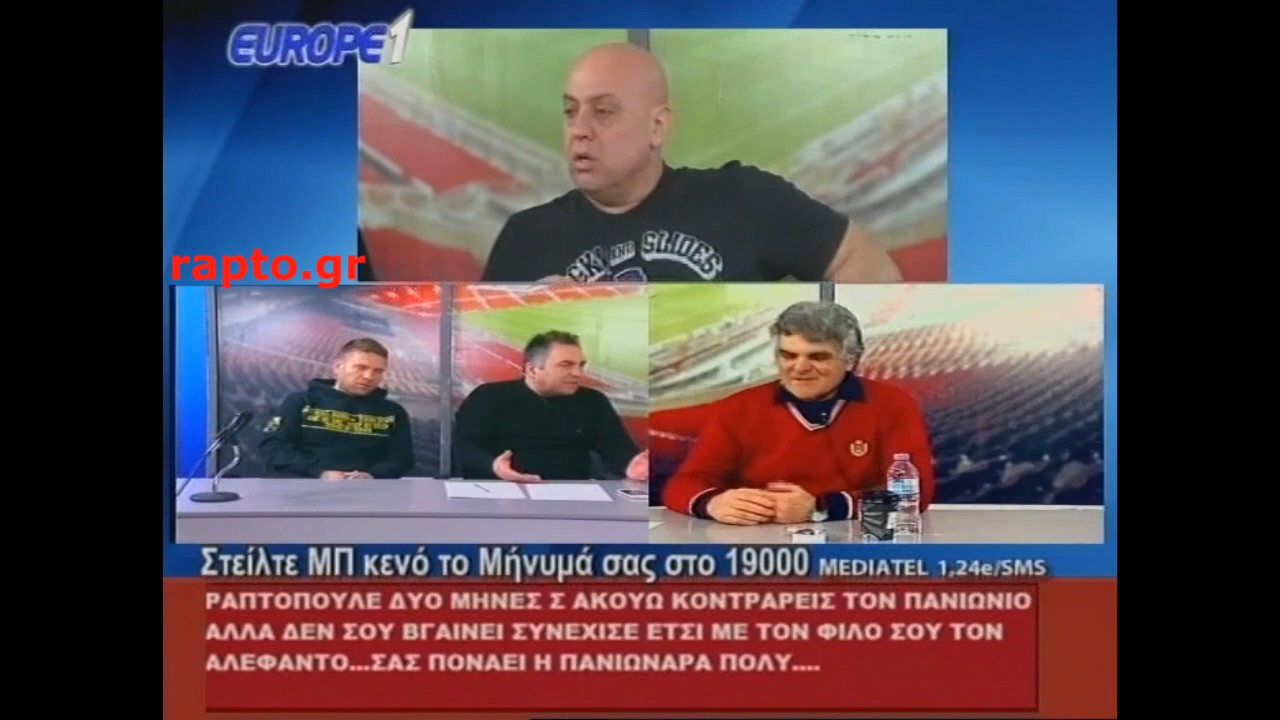 EUROPE 1
AND SLIDES
rapto.gr
Στείλτε ΜΠ κενό το Μήνυμά σας στο 19000 MEDIATEL 1,24e/SMS
ΡΑΠΤΟΠΟΥΛΕ ΔΥΟ ΜΗΝΕΣ Σ ΑΚΟΥΩ ΚΟΝΤΡΑΡΕΙΣ ΤΟΝ ΠΑΝΙΩΝΙΟ
ΑΛΛΑ ΔΕΝ ΣΟΥ ΒΓΑΙΝΕΙ ΣΥΝΕΧΙΣΕ ΕΤΣΙ ΜΕ ΤΟΝ ΦΙΛΟ ΣΟΥ ΤΟΝ
ΑΛΕΦΑΝΤΟ...ΣΑΣ ΠΟΝΑΕΙ Η ΠΑΝΙΩΝΑΡΑ ΠΟΛΥ....